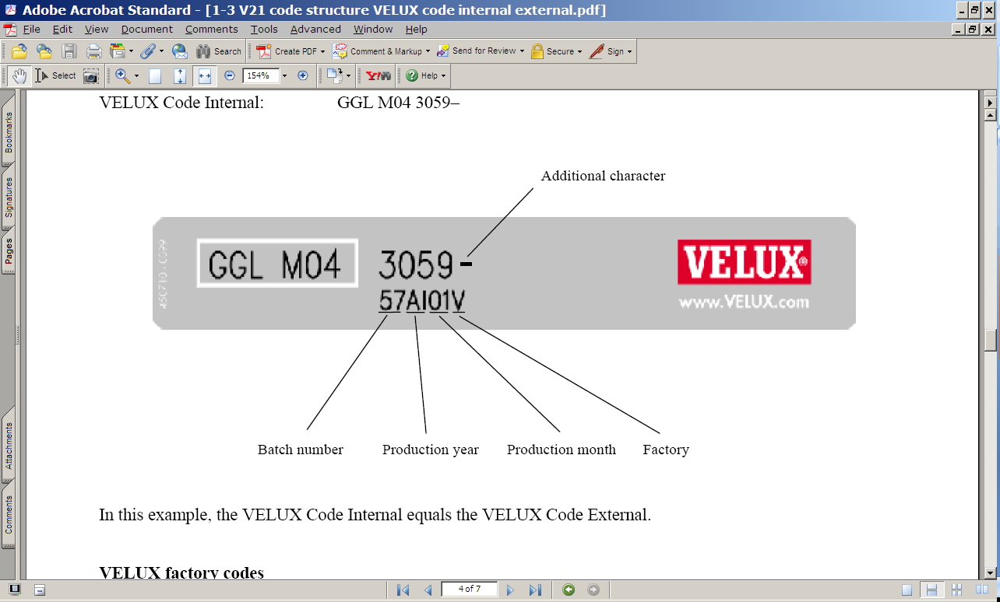 Adobe Acrobat Standard - [1-3 V21 code structure VELUX code internal external.pdf]
File Edit View Document Comments Tools Advanced Window Help
Search Create PDF Comment & Markup Send for Review Secure Sign
Select 154% Y! Help
Bookmarks
Signatures
Pages
Attachments
Comments
VELUX Code Internal: GGL M04 3059–
Additional character
GGL M04 3059-
57AI01V
VELUX®
www.VELUX.com
Batch number Production year Production month Factory
In this example, the VELUX Code Internal equals the VELUX Code External.
VELUX factory codes
4 of 7